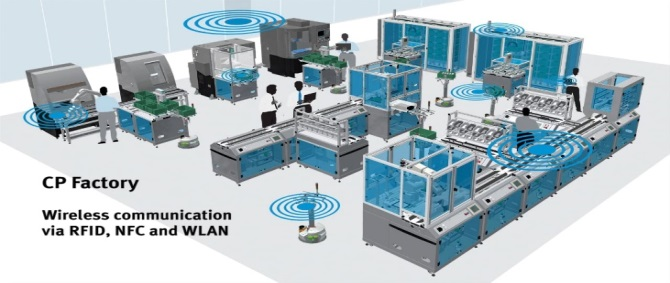 CP Factory
Wireless communication
via RFID, NFC and WLAN